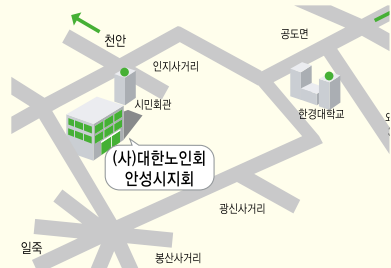 천안
공도면
인지사거리
시민회관
한경대학교
(사)대한노인회
안성시지회
광신사거리
일죽
봉산사거리